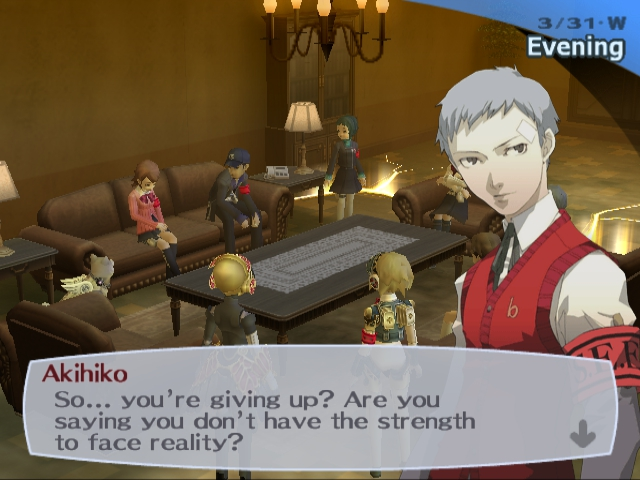 3/31·W
Evening
b
S.E.E.
Akihiko
So... you're giving up? Are you
saying you don't have the strength
to face reality?